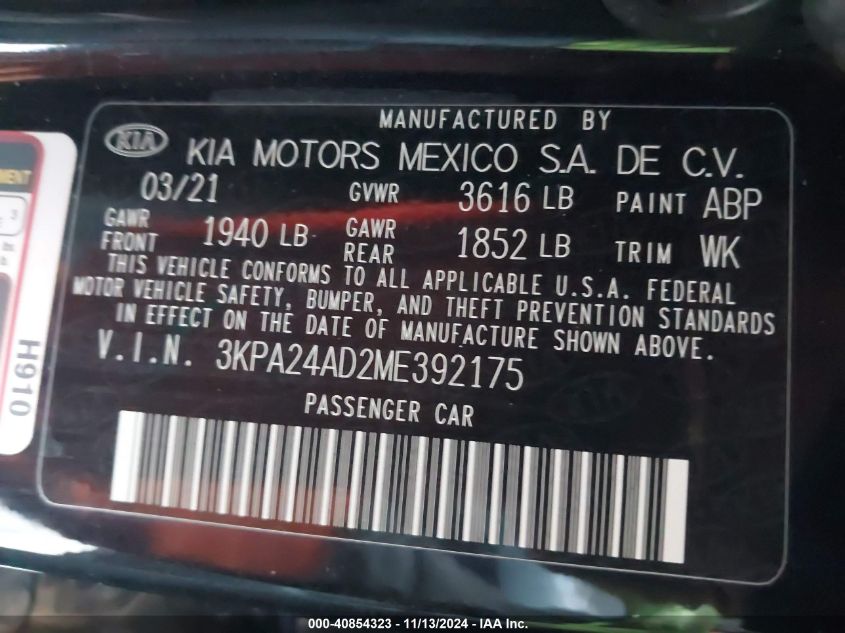 MANUFACTURED BY
KIA KIA MOTORS MEXICO S.A. DE C.V.
03/21 GVWR 3616 LB PAINT ABP
GAWR FRONT 1940 LB GAWR REAR 1852 LB TRIM WK
THIS VEHICLE CONFORMS TO ALL APPLICABLE U.S.A. FEDERAL
MOTOR VEHICLE SAFETY, BUMPER, AND THEFT PREVENTION STANDARDS
IN EFFECT ON THE DATE OF MANUFACTURE SHOWN ABOVE.
V.I.N. 3KPA24AD2ME392175
PASSENGER CAR
H910
000-40854323 - 11/13/2024 - IAA Inc.